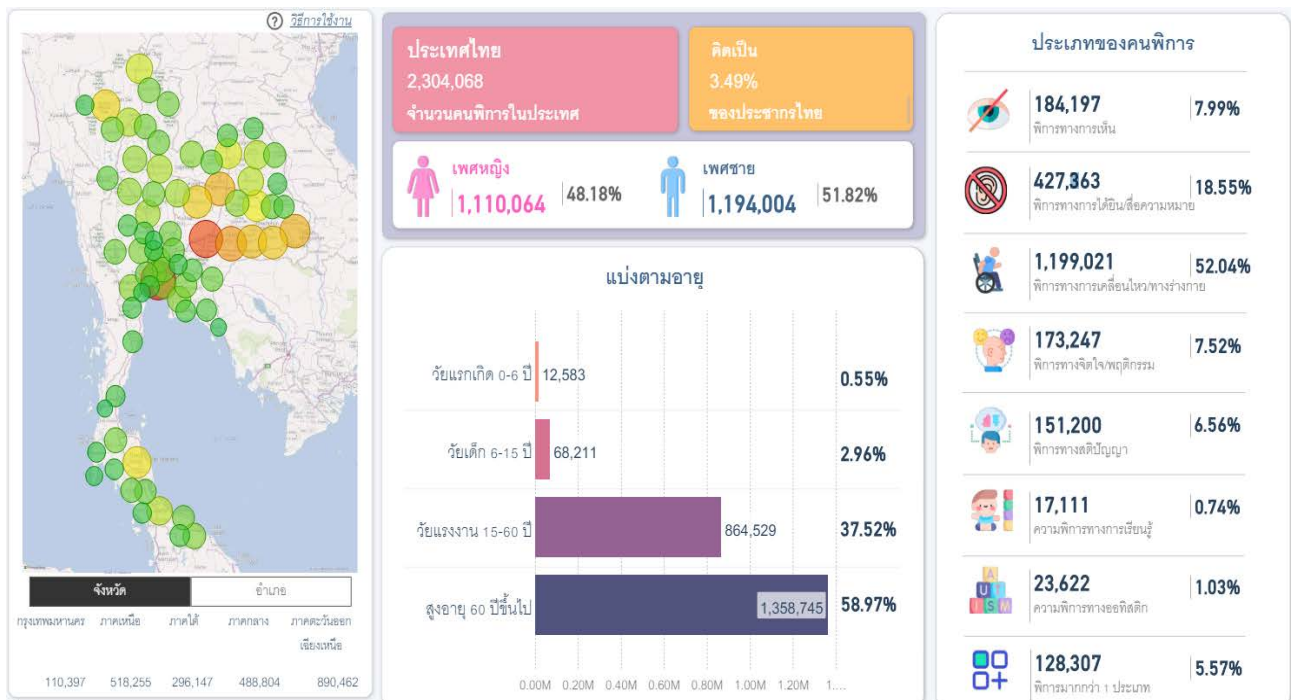 วิธีการใช้งาน
จังหวัด
อำเภอ
กรุงเทพมหานคร ภาคเหนือ ภาคใต้ ภาคกลาง ภาคตะวันออก
เฉียงเหนือ
110,397 518,255 296,147 488,804 890,462
ประเทศไทย
2,304,068
จำนวนคนพิการในประเทศ
คิดเป็น
3.49%
ของประชากรไทย
เพศหญิง
1,110,064 48.18%
เพศชาย
1,194,004 51.82%
แบ่งตามอายุ
วัยแรกเกิด 0-6 ปี 12,583 0.55%
วัยเด็ก 6-15 ปี 68,211 2.96%
วัยแรงงาน 15-60 ปี 864,529 37.52%
สูงอายุ 60 ปีขึ้นไป 1,358,745 58.97%
0.00M 0.20M 0.40M 0.60M 0.80M 1.00M 1.20M 1....
ประเภทของคนพิการ
184,197 7.99%
พิการทางการเห็น
427,363 18.55%
พิการทางการได้ยิน/สื่อความหมาย
1,199,021 52.04%
พิการทางการเคลื่อนไหว/ทางร่างกาย
173,247 7.52%
พิการทางจิตใจ/พฤติกรรม
151,200 6.56%
พิการทางสติปัญญา
17,111 0.74%
ความพิการทางการเรียนรู้
AUTISM
23,622 1.03%
ความพิการทางออทิสติก
128,307 5.57%
พิการมากกว่า 1 ประเภท